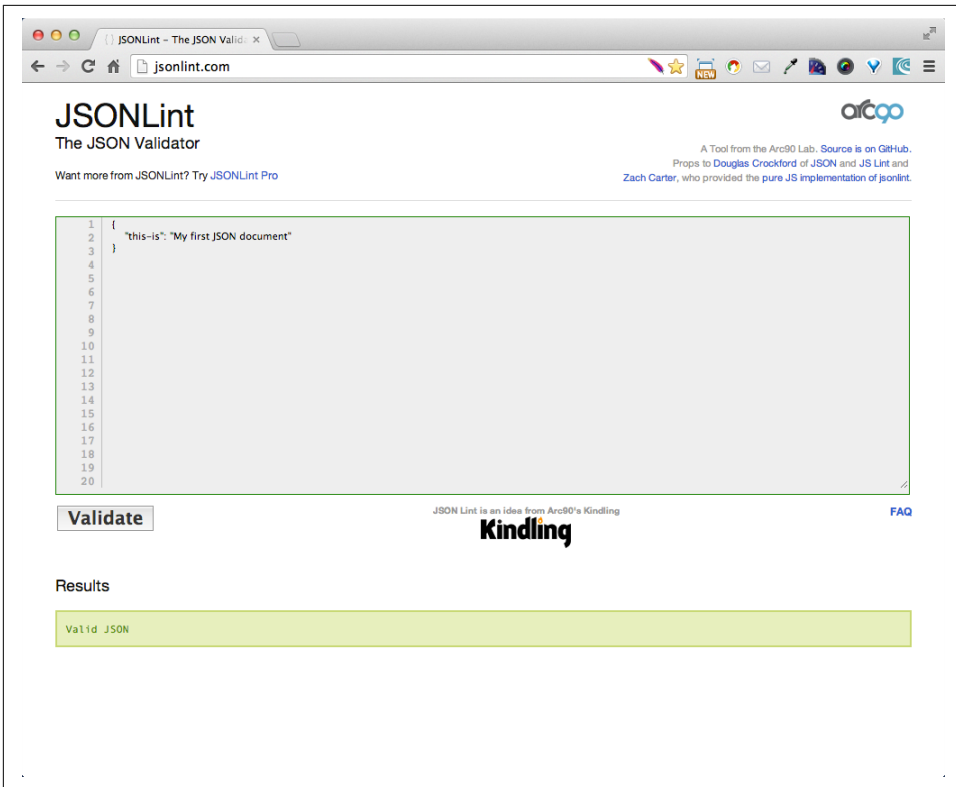 { } JSONLint - The JSON Valida
jsonlint.com
NEW
JSONLint
arc90
The JSON Validator
A Tool from the Arc90 Lab. Source is on GitHub.
Props to Douglas Crockford of JSON and JS Lint and
Want more from JSONLint? Try JSONLint Pro
Zach Carter, who provided the pure JS implementation of jsonlint.
1 {
2 "this-is": "My first JSON document"
3 }
4
5
6
7
8
9
10
11
12
13
14
15
16
17
18
19
20
Validate
JSON Lint is an idea from Arc90's Kindling
Kindling
FAQ
Results
Valid JSON